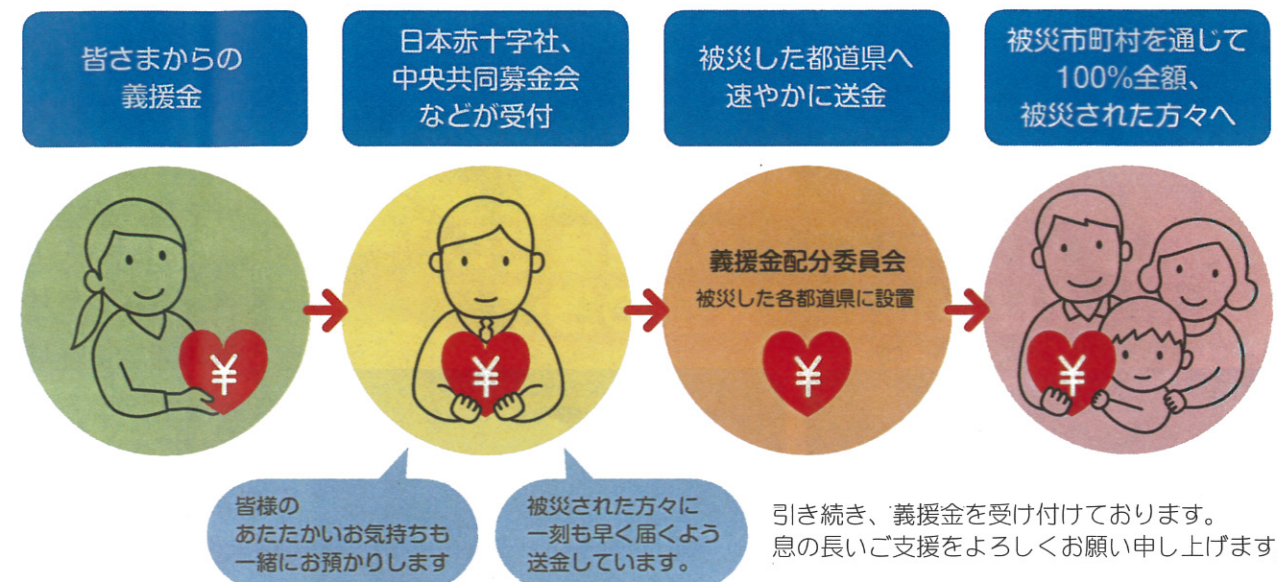 皆さまからの
義援金
日本赤十字社、
中央共同募金会
などが受付
被災した都道県へ
速やかに送金
被災市町村を通じて
100%全額、
被災された方々へ
¥
¥
義援金配分委員会
被災した各都道県に設置
¥
¥
皆様の
あたたかいお気持ちも
一緒にお預かりします
被災された方々に
一刻も早く届くよう
送金しています。
引き続き、義援金を受け付けております。
息の長いご支援をよろしくお願い申し上げます